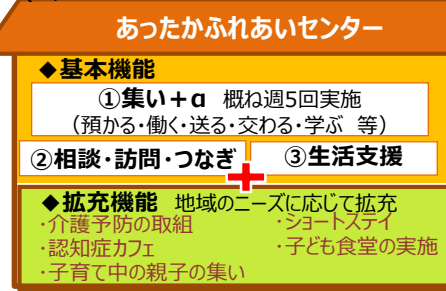 あったかふれあいセンター
◆基本機能
①集い+α 概ね週5回実施
(預かる・働く・送る・交わる・学ぶ 等)
②相談・訪問・つなぎ ③生活支援
◆拡充機能 地域のニーズに応じて拡充
・介護予防の取組 ・ショートステイ
・認知症カフェ ・子ども食堂の実施
・子育て中の親子の集い